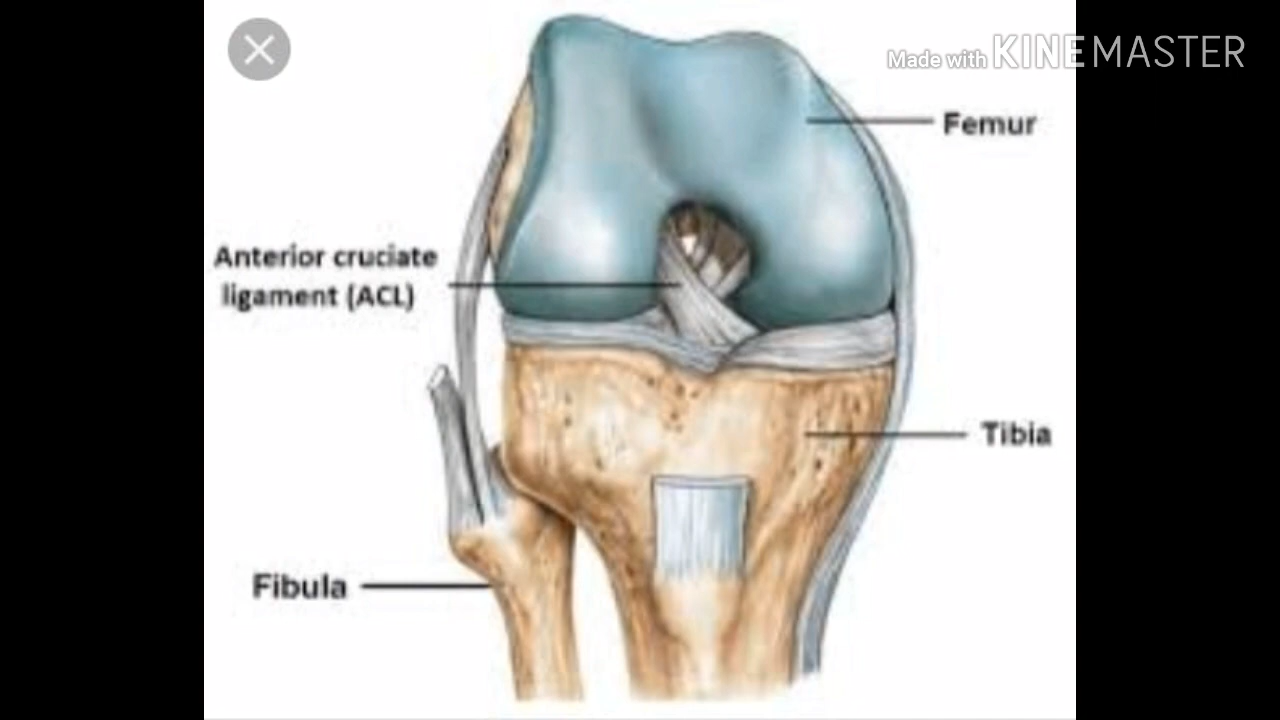 Made with KINEMASTER
Femur
Anterior cruciate
ligament (ACL)
Tibia
Fibula